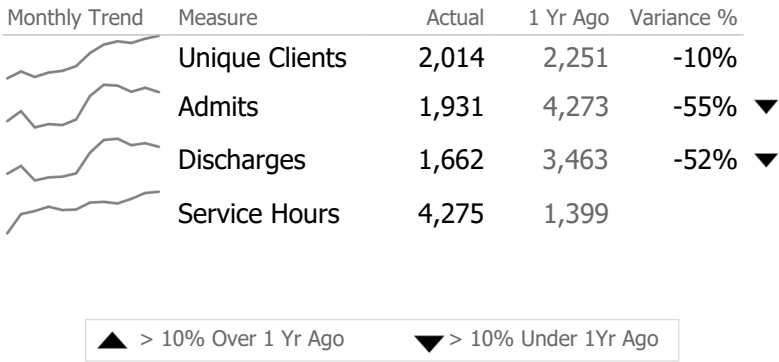 Monthly Trend Measure Actual 1 Yr Ago Variance %
Unique Clients 2,014 2,251 -10%
Admits 1,931 4,273 -55% ▼
Discharges 1,662 3,463 -52% ▼
Service Hours 4,275 1,399
▲ > 10% Over 1 Yr Ago ▼ > 10% Under 1Yr Ago